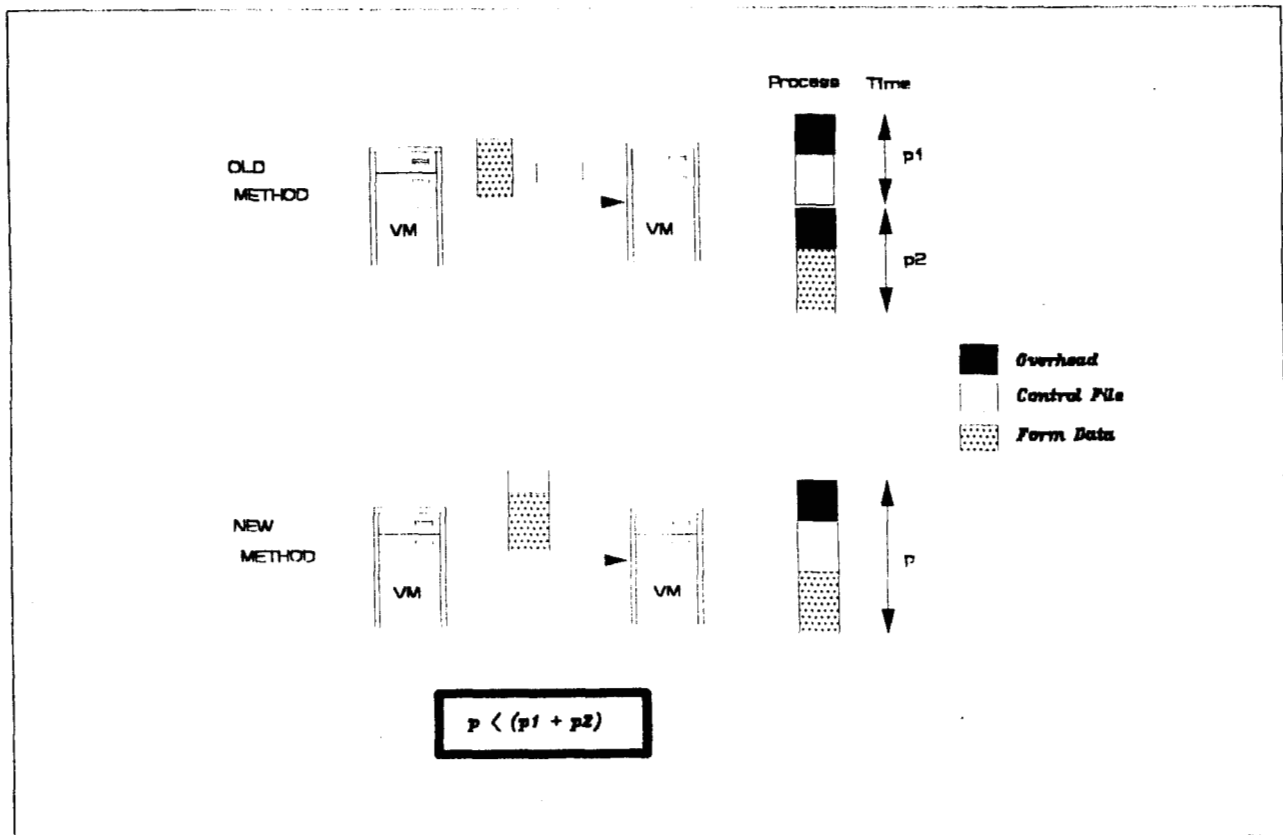 Process Time
OLD
METHOD
VM
VM
p1
p2
Overhead
Control File
Form Data
NEW
METHOD
VM
VM
p
p < (p1 + p2)